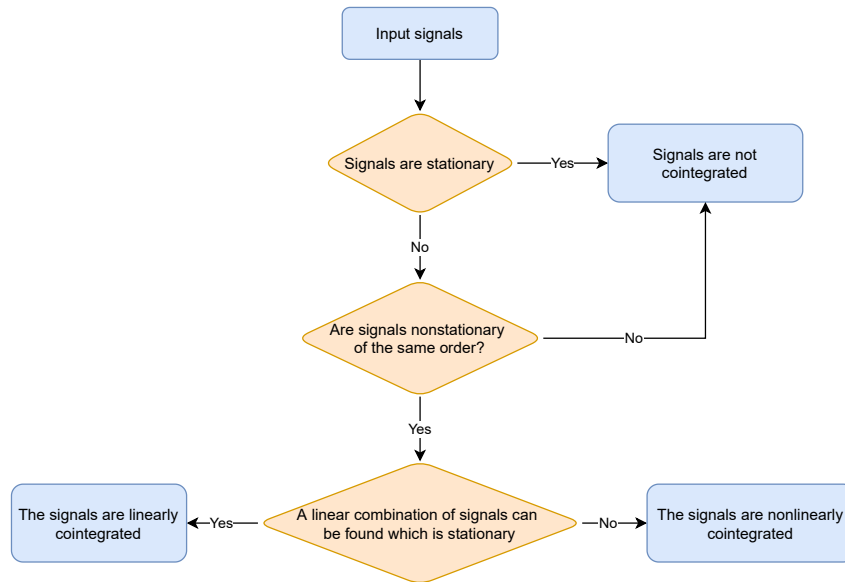 Input signals
Signals are stationary
Yes
Signals are not
cointegrated
No
Are signals nonstationary
of the same order?
No
Yes
The signals are linearly
cointegrated
Yes
A linear combination of signals can
be found which is stationary
No
The signals are nonlinearly
cointegrated